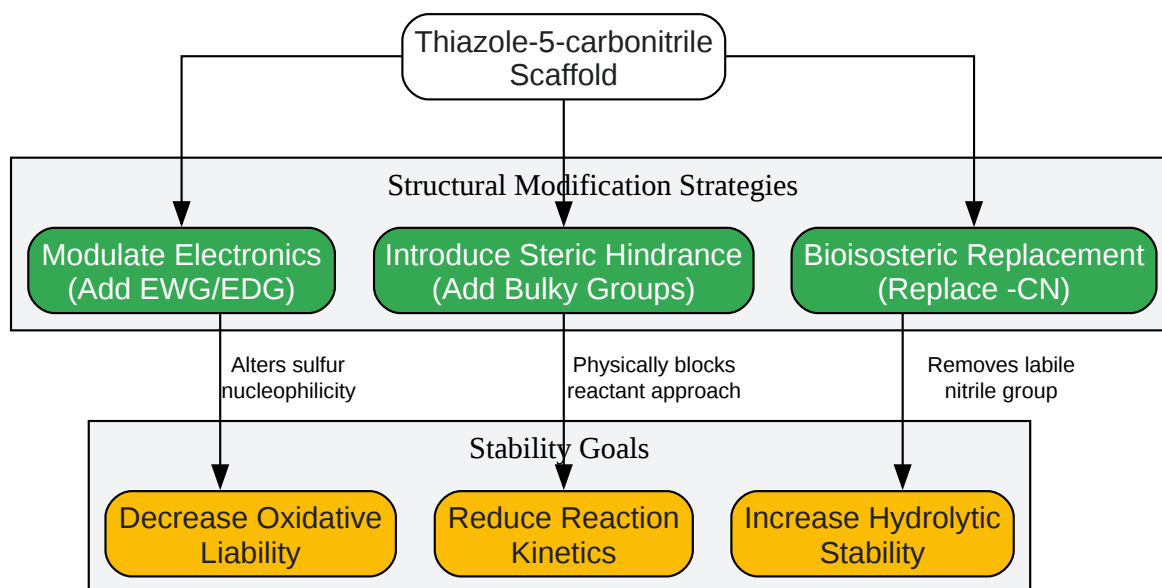 Thiazole-5-carbonitrile
Scaffold
Structural Modification Strategies
Modulate Electronics
(Add EWG/EDG)
Introduce Steric Hindrance
(Add Bulky Groups)
Bioisosteric Replacement
(Replace -CN)
Alters sulfur
nucleophilicity
Physically blocks
reactant approach
Removes labile
nitrile group
Stability Goals
Decrease Oxidative
Liability
Reduce Reaction
Kinetics
Increase Hydrolytic
Stability